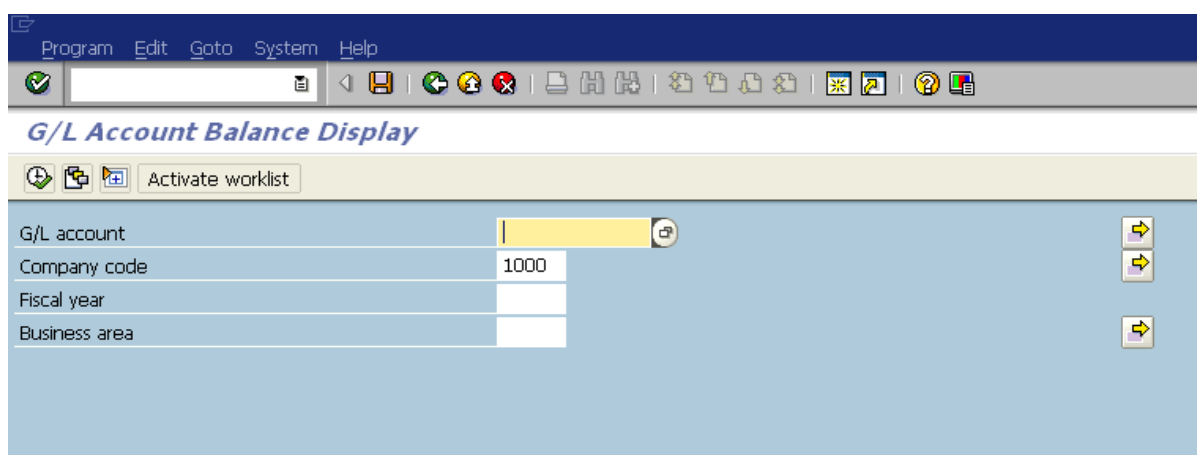 Program Edit Goto System Help
G/L Account Balance Display
Activate worklist
G/L account
Company code 1000
Fiscal year
Business area